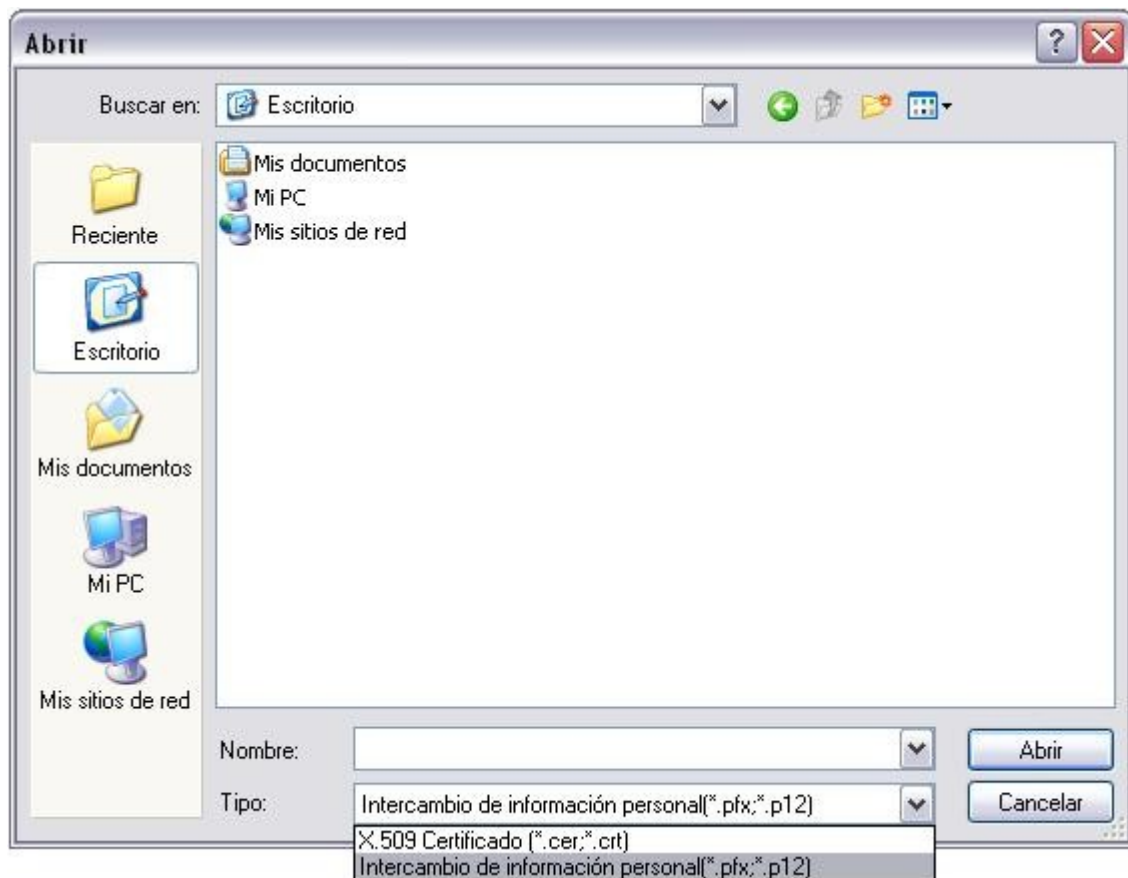 Abrir
Buscar en: Escritorio
Mis documentos
Mi PC
Mis sitios de red
Reciente
Escritorio
Mis documentos
Mi PC
Mis sitios de red
Nombre: Abrir
Tipo: Intercambio de información personal(*.pfx;*.p12) Cancelar
X.509 Certificado (*.cer;*.crt)
Intercambio de información personal(*.pfx;*.p12)